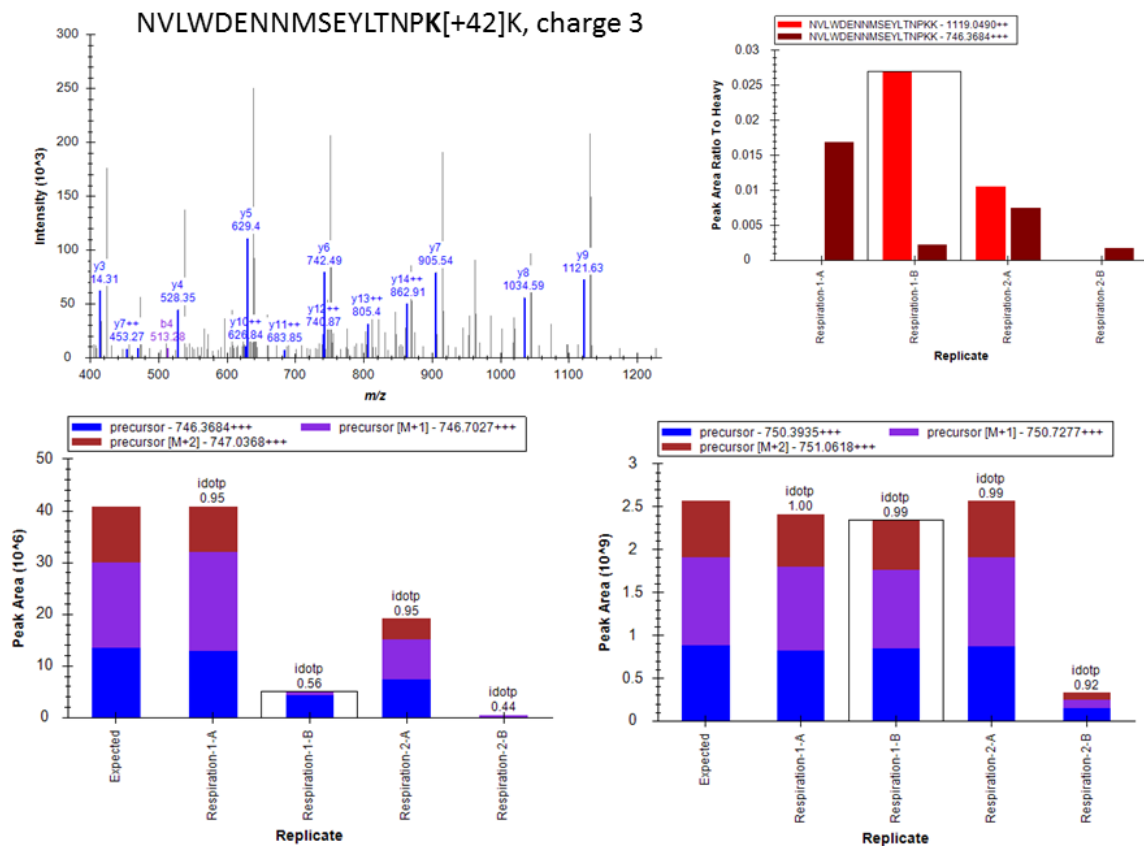 NVLWDENNMSEYLTNPK[+42]K, charge 3
Intensity (10^3)
300
250
200
150
100
50
0
y3
14.31
y7++
453.27
b4
513.28
y4
528.35
y5
629.4
y10++
626.84
y11++
683.85
y6
742.49
y12++
740.87
y13++
805.4
y14++
862.91
y7
905.54
y8
1034.59
y9
1121.63
400 500 600 700 800 900 1000 1100 1200
m/z
NVLWDENNMSEYLTNPKK - 1119.0490++
NVLWDENNMSEYLTNPKK - 746.3684+++
Peak Area Ratio To Heavy
0.03
0.025
0.02
0.015
0.01
0.005
0
Respiration-1-A
Respiration-1-B
Respiration-2-A
Respiration-2-B
Replicate
precursor - 746.3684+++
precursor [M+1] - 746.7027+++
precursor [M+2] - 747.0368+++
Peak Area (10^6)
50
40
30
20
10
0
idotp
0.95
idotp
0.56
idotp
0.95
idotp
0.44
Expected
Respiration-1-A
Respiration-1-B
Respiration-2-A
Respiration-2-B
Replicate
precursor - 750.3935+++
precursor [M+1] - 750.7277+++
precursor [M+2] - 751.0618+++
Peak Area (10^9)
3
2.5
2
1.5
1
0.5
0
idotp
1.00
idotp
0.99
idotp
0.99
idotp
0.92
Expected
Respiration-1-A
Respiration-1-B
Respiration-2-A
Respiration-2-B
Replicate